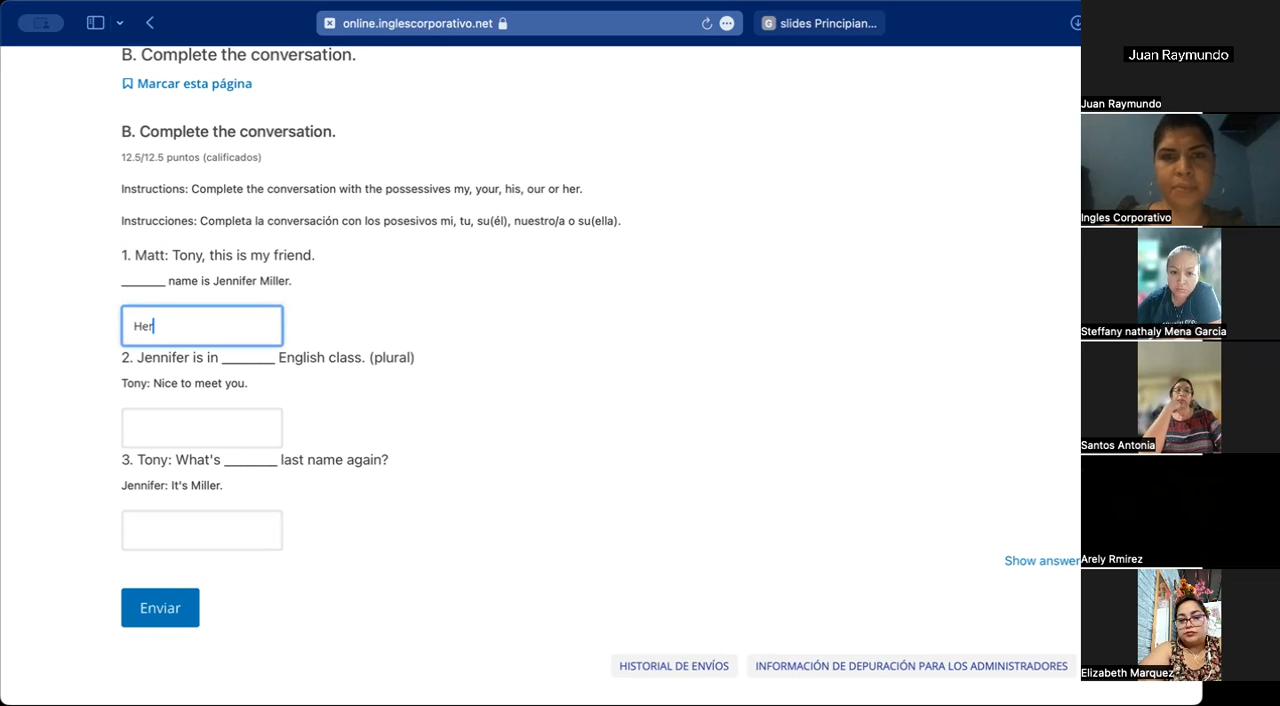 online.inglescorporativo.net
G slides Principian...
B. Complete the conversation.
Marcar esta página
B. Complete the conversation.
12.5/12.5 puntos (calificados)
Instructions: Complete the conversation with the possessives my, your, his, our or her.
Instrucciones: Completa la conversación con los posesivos mi, tu, su(él), nuestro/a o su(ella).
1. Matt: Tony, this is my friend.
_______ name is Jennifer Miller.
Her
2. Jennifer is in _______ English class. (plural)
Tony: Nice to meet you.
3. Tony: What's _______ last name again?
Jennifer: It's Miller.
Show answer
Enviar
HISTORIAL DE ENVÍOS
INFORMACIÓN DE DEPURACIÓN PARA LOS ADMINISTRADORES
Juan Raymundo
Juan Raymundo
Ingles Corporativo
Steffany nathaly Mena Garcia
Santos Antonia
Arely Rmirez
Elizabeth Marquez